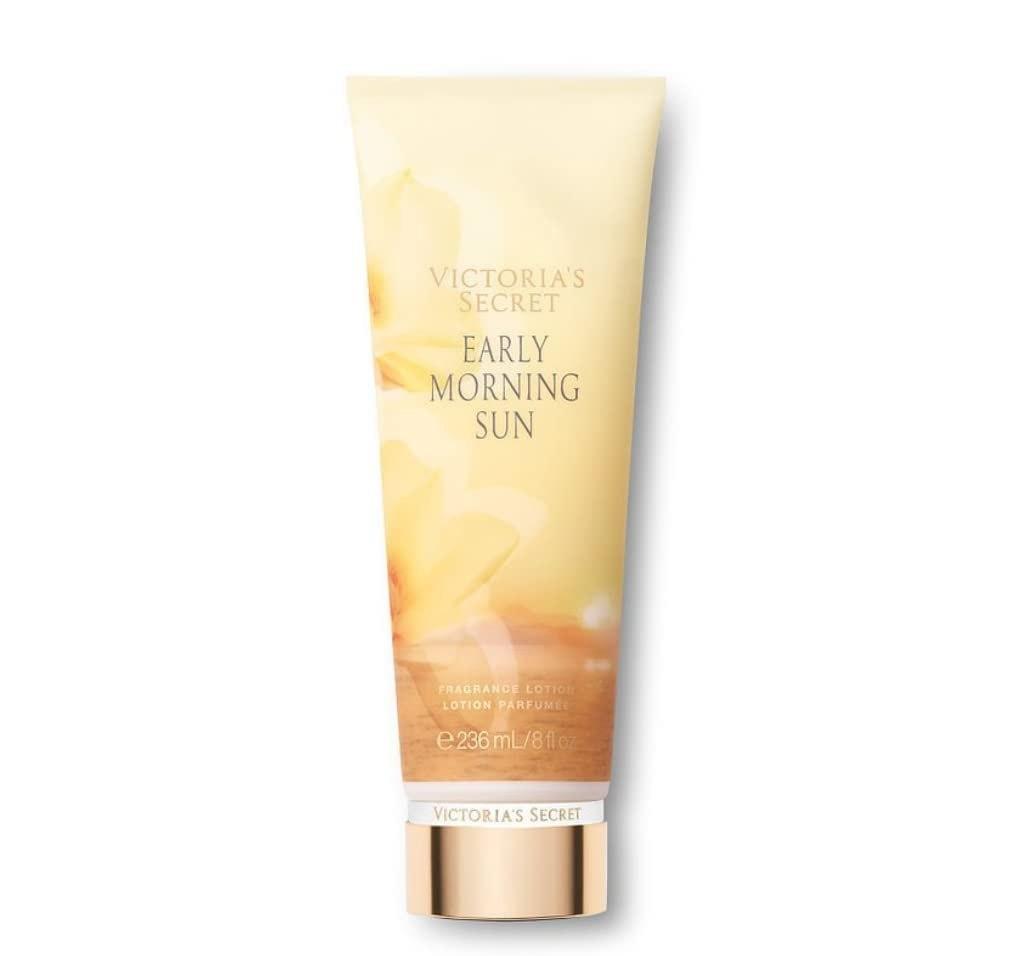 VICTORIA'S
SECRET
EARLY
MORNING
SUN
FRAGRANCE LOTION
LOTION PARFUMÉE
℮ 236 mL/8 fl oz
VICTORIA'S SECRET